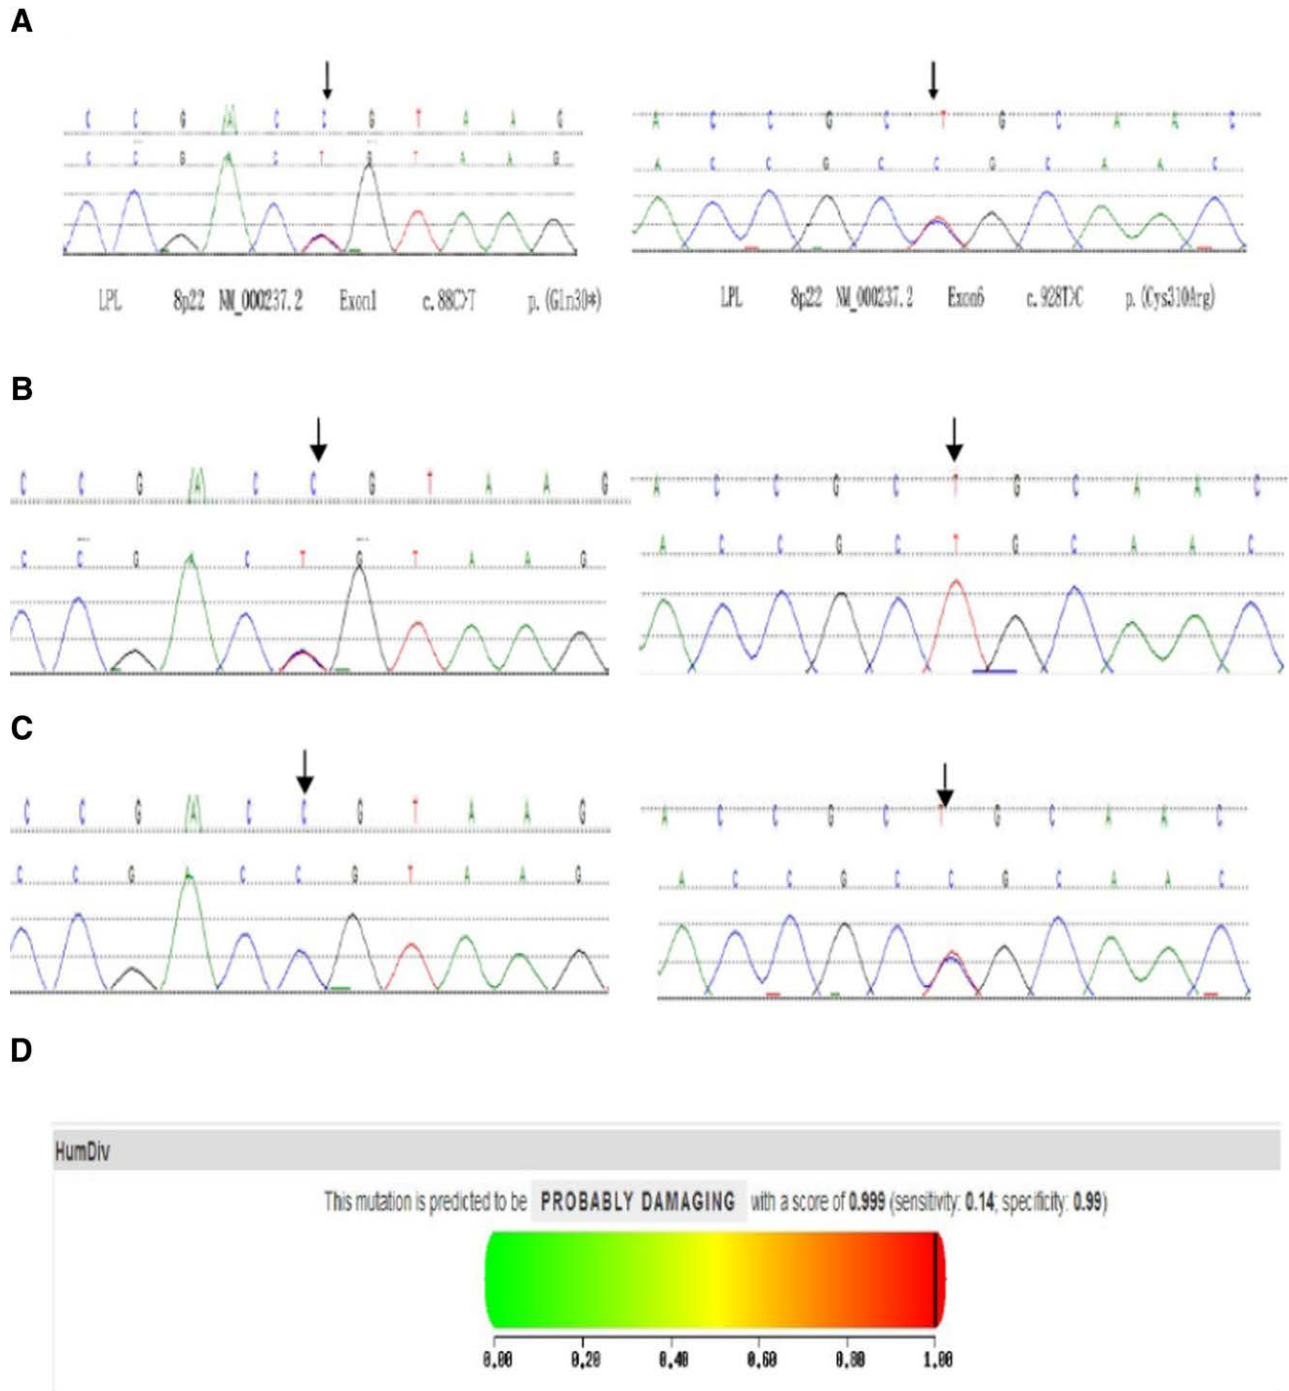 A
C C G A C C G T A A G
A C C G C T G C A A C
C C G A C T G T A A G
A C C G C C G C A A C
LPL 8p22 NM_000237.2 Exon1 c.88C>T p.(Gln30*)
LPL 8p22 NM_000237.2 Exon6 c.928T>C p.(Cys310Arg)
B
C C G A C C G T A A G
A C C G C T G C A A C
C C G A C T G T A A G
A C C G C T G C A A C
C
C C G A C C G T A A G
A C C G C T G C A A C
C C G A C C G T A A G
A C C G C C G C A A C
D
HumDiv
This mutation is predicted to be PROBABLY DAMAGING with a score of 0.999 (sensitivity: 0.14; specificity: 0.99)
0.00 0.20 0.40 0.60 0.80 1.00